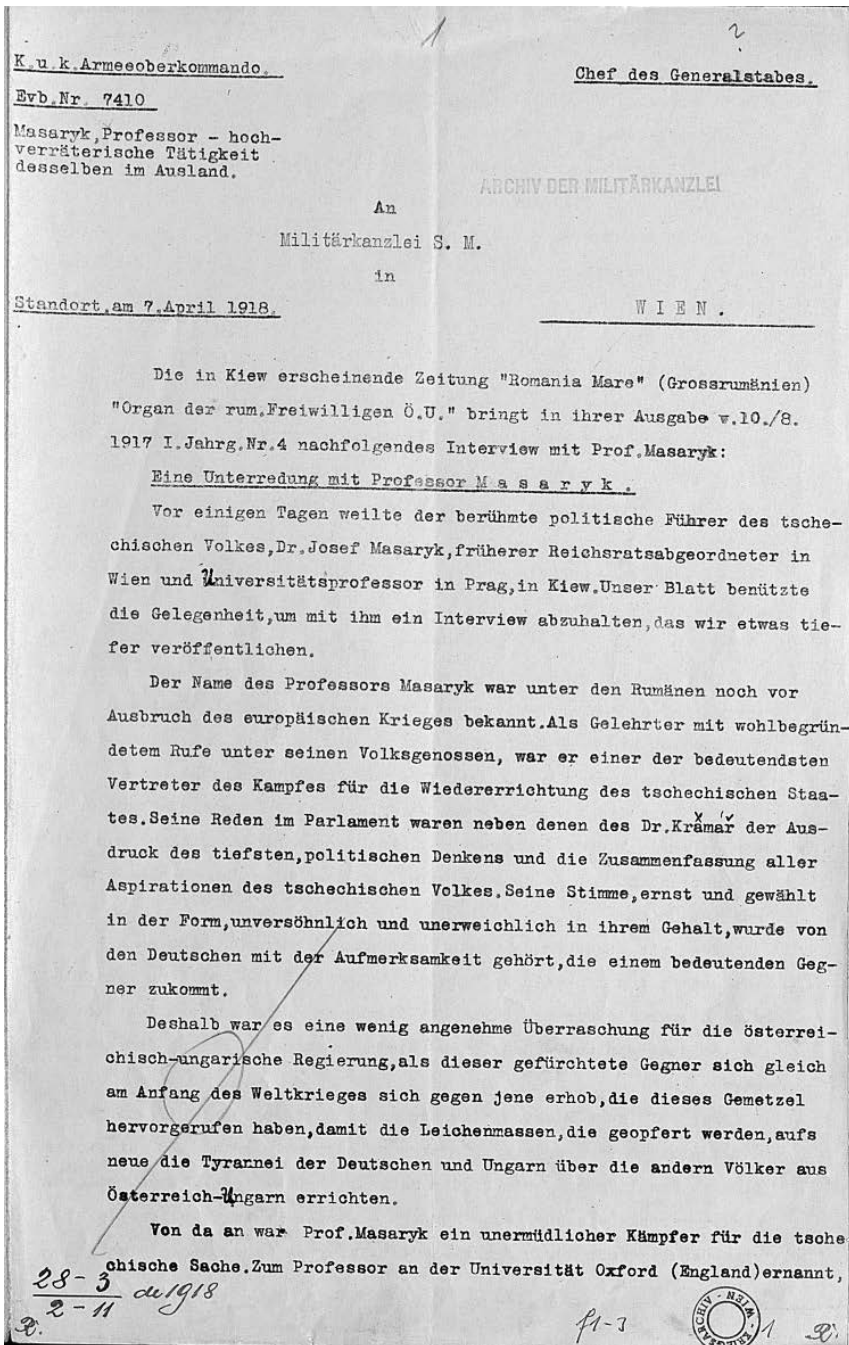 1
2
K.u.k.Armeeoberkommando.
Chef des Generalstabes.
Evb.Nr. 7410
Masaryk,Professor - hoch-
verräterische Tätigkeit
desselben im Ausland.
ARCHIV DER MILITÄRKANZLEI
An
Militärkanzlei S. M.
in
Standort,am 7.April 1918.
W I E N .
Die in Kiew erscheinende Zeitung "Romania Mare" (Grossrumänien)
"Organ der rum.Freiwilligen Ö.U." bringt in ihrer Ausgabe v.10./8.
1917 I.Jahrg.Nr.4 nachfolgendes Interview mit Prof.Masaryk:
Eine Unterredung mit Professor M a s a r y k .
Vor einigen Tagen weilte der berühmte politische Führer des tsche-
chischen Volkes,Dr.Josef Masaryk,früherer Reichsratsabgeordneter in
Wien und Universitätsprofessor in Prag,in Kiew.Unser Blatt benützte
die Gelegenheit,um mit ihm ein Interview abzuhalten,das wir etwas tie-
fer veröffentlichen.
Der Name des Professors Masaryk war unter den Rumänen noch vor
Ausbruch des europäischen Krieges bekannt.Als Gelehrter mit wohlbegrün-
detem Rufe unter seinen Volksgenossen, war er einer der bedeutendsten
Vertreter des Kampfes für die Wiedererrichtung des tschechischen Staa-
tes.Seine Reden im Parlament waren neben denen des Dr.Kramář der Aus-
druck des tiefsten,politischen Denkens und die Zusammenfassung aller
Aspirationen des tschechischen Volkes.Seine Stimme,ernst und gewählt
in der Form,unversöhnlich und unerweichlich in ihrem Gehalt,wurde von
den Deutschen mit der Aufmerksamkeit gehört,die einem bedeutenden Geg-
ner zukommt.
Deshalb war es eine wenig angenehme Überraschung für die österrei-
chisch-ungarische Regierung,als dieser gefürchtete Gegner sich gleich
am Anfang des Weltkrieges sich gegen jene erhob,die dieses Gemetzel
hervorgerufen haben,damit die Leichenmassen,die geopfert werden,aufs
neue die Tyrannei der Deutschen und Ungarn über die andern Völker aus
Österreich-Ungarn errichten.
Von da an war Prof.Masaryk ein unermüdlicher Kämpfer für die tsche
chische Sache.Zum Professor an der Universität Oxford (England)ernannt,
28-3
2-11
de 1918
f1-3
WIEN - KRIEGSARCHIV
1